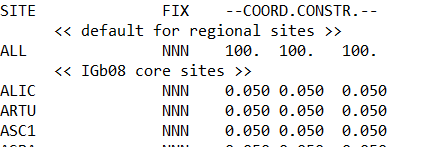 SITE FIX --COORD.CONSTR.--
<< default for regional sites >>
ALL NNN 100. 100. 100.
<< IGb08 core sites >>
ALIC NNN 0.050 0.050 0.050
ARTU NNN 0.050 0.050 0.050
ASC1 NNN 0.050 0.050 0.050